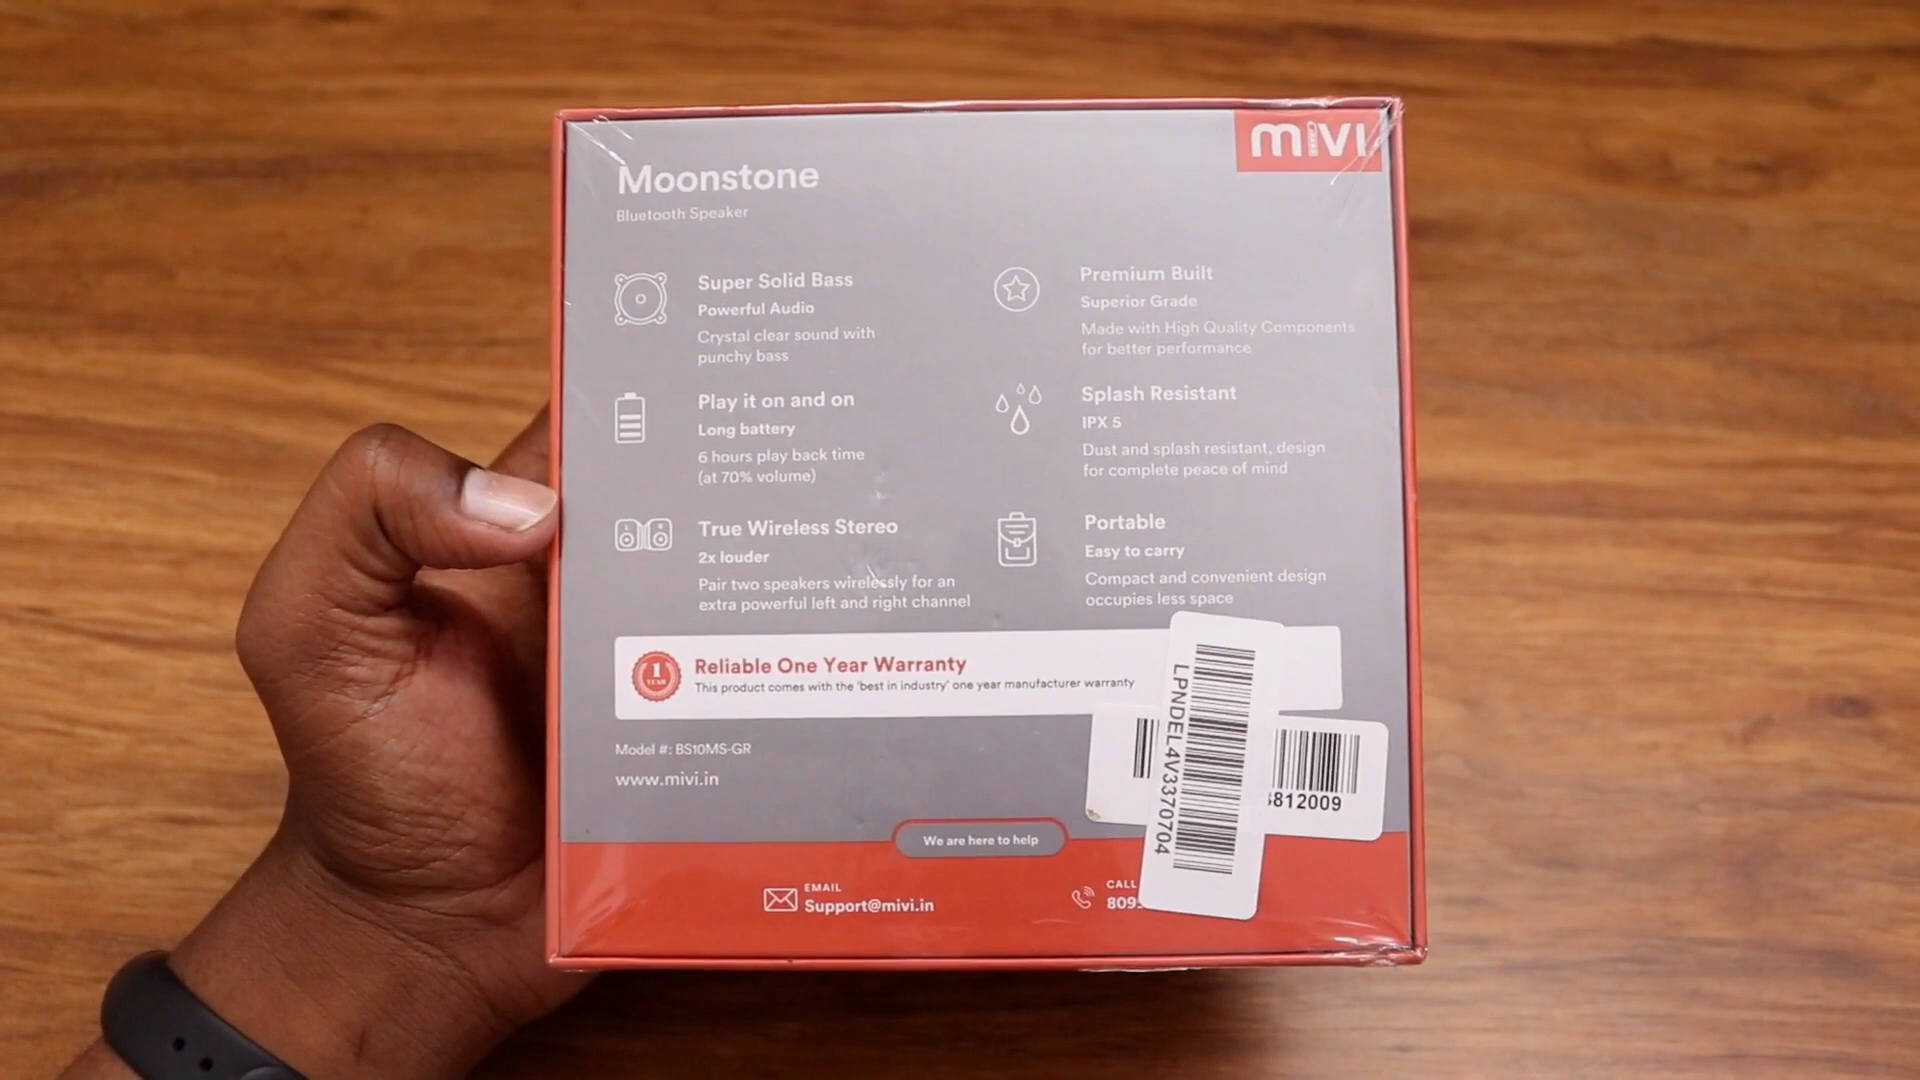 mivi
Moonstone
Bluetooth Speaker
Super Solid Bass
Powerful Audio
Crystal clear sound with
punchy bass
Premium Built
Superior Grade
Made with High Quality Components
for better performance
Play it on and on
Long battery
6 hours play back time
(at 70% volume)
Splash Resistant
IPX 5
Dust and splash resistant, design
for complete peace of mind
True Wireless Stereo
2x louder
Pair two speakers wirelessly for an
extra powerful left and right channel
Portable
Easy to carry
Compact and convenient design
occupies less space
1
YEAR
Reliable One Year Warranty
This product comes with the 'best in industry' one year manufacturer warranty
Model #: BS10MS-GR
www.mivi.in
LPNDEL4V3370704
812009
We are here to help
EMAIL
Support@mivi.in
CALL
809